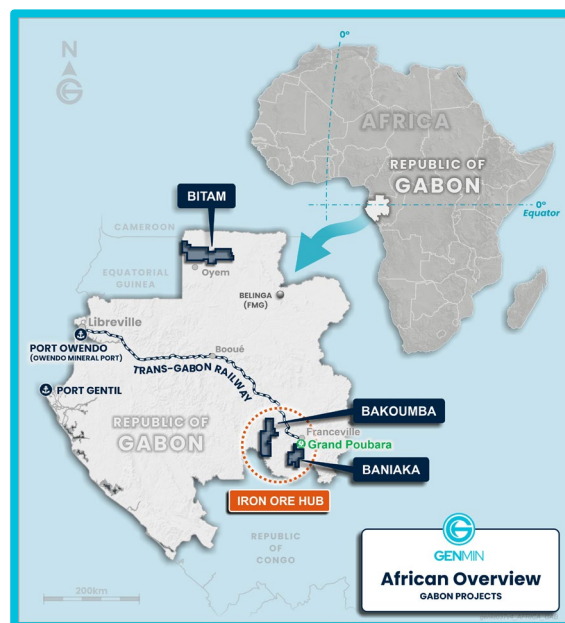 N
0°
AFRICA
REPUBLIC OF
GABON
0°
Equator
BITAM
CAMEROON
EQUATORIAL
GUINEA
Oyem
BELINGA
(FMG)
Libreville
PORT OWENDO
(OWENDO MINERAL PORT)
Booué
TRANS-GABON RAILWAY
PORT GENTIL
BAKOUMBA
REPUBLIC OF
GABON
Franceville
Grand Poubara
BANIAKA
IRON ORE HUB
REPUBLIC
OF
CONGO
200km
GENMIN
African Overview
GABON PROJECTS